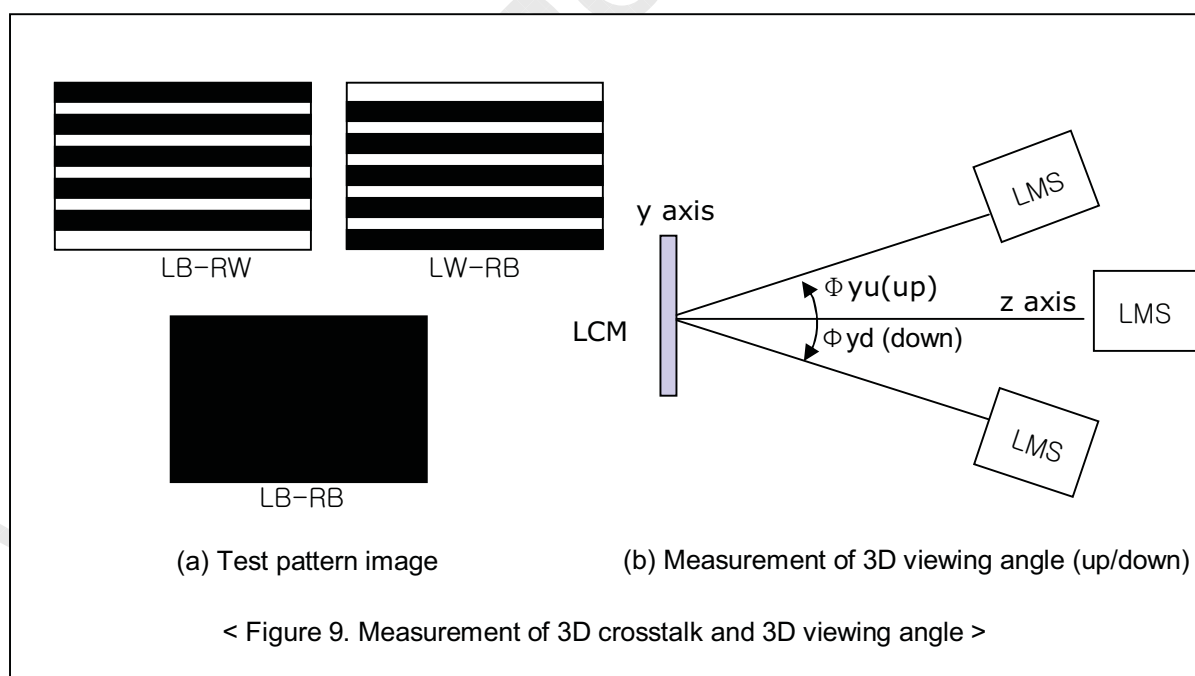 LB-RW
LW-RB
LB-RB
(a) Test pattern image
y axis
LCM
Φ yu(up)
z axis
Φ yd (down)
LMS
LMS
LMS
(b) Measurement of 3D viewing angle (up/down)
< Figure 9. Measurement of 3D crosstalk and 3D viewing angle >